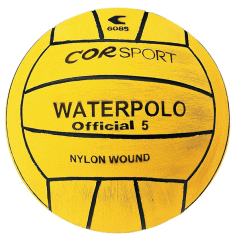 6085
CORSPORT
WATERPOLO
Official 5
NYLON WOUND